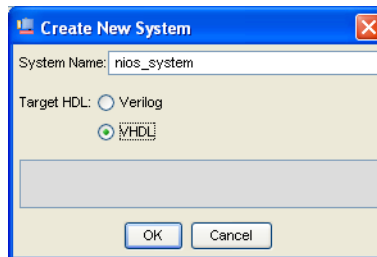 Create New System
System Name: nios_system
Target HDL: Verilog
VHDL
OK Cancel